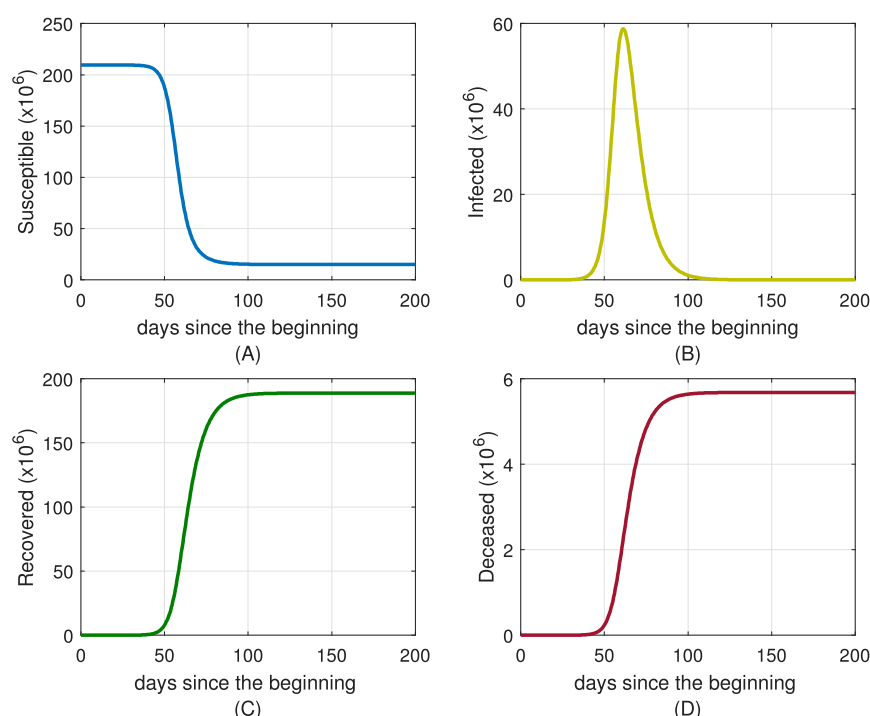 250
200
150
100
50
0
Susceptible (x10^6)
0 50 100 150 200
days since the beginning
(A)
60
40
20
0
Infected (x10^6)
0 50 100 150 200
days since the beginning
(B)
200
150
100
50
0
Recovered (x10^6)
0 50 100 150 200
days since the beginning
(C)
6
4
2
0
Deceased (x10^6)
0 50 100 150 200
days since the beginning
(D)